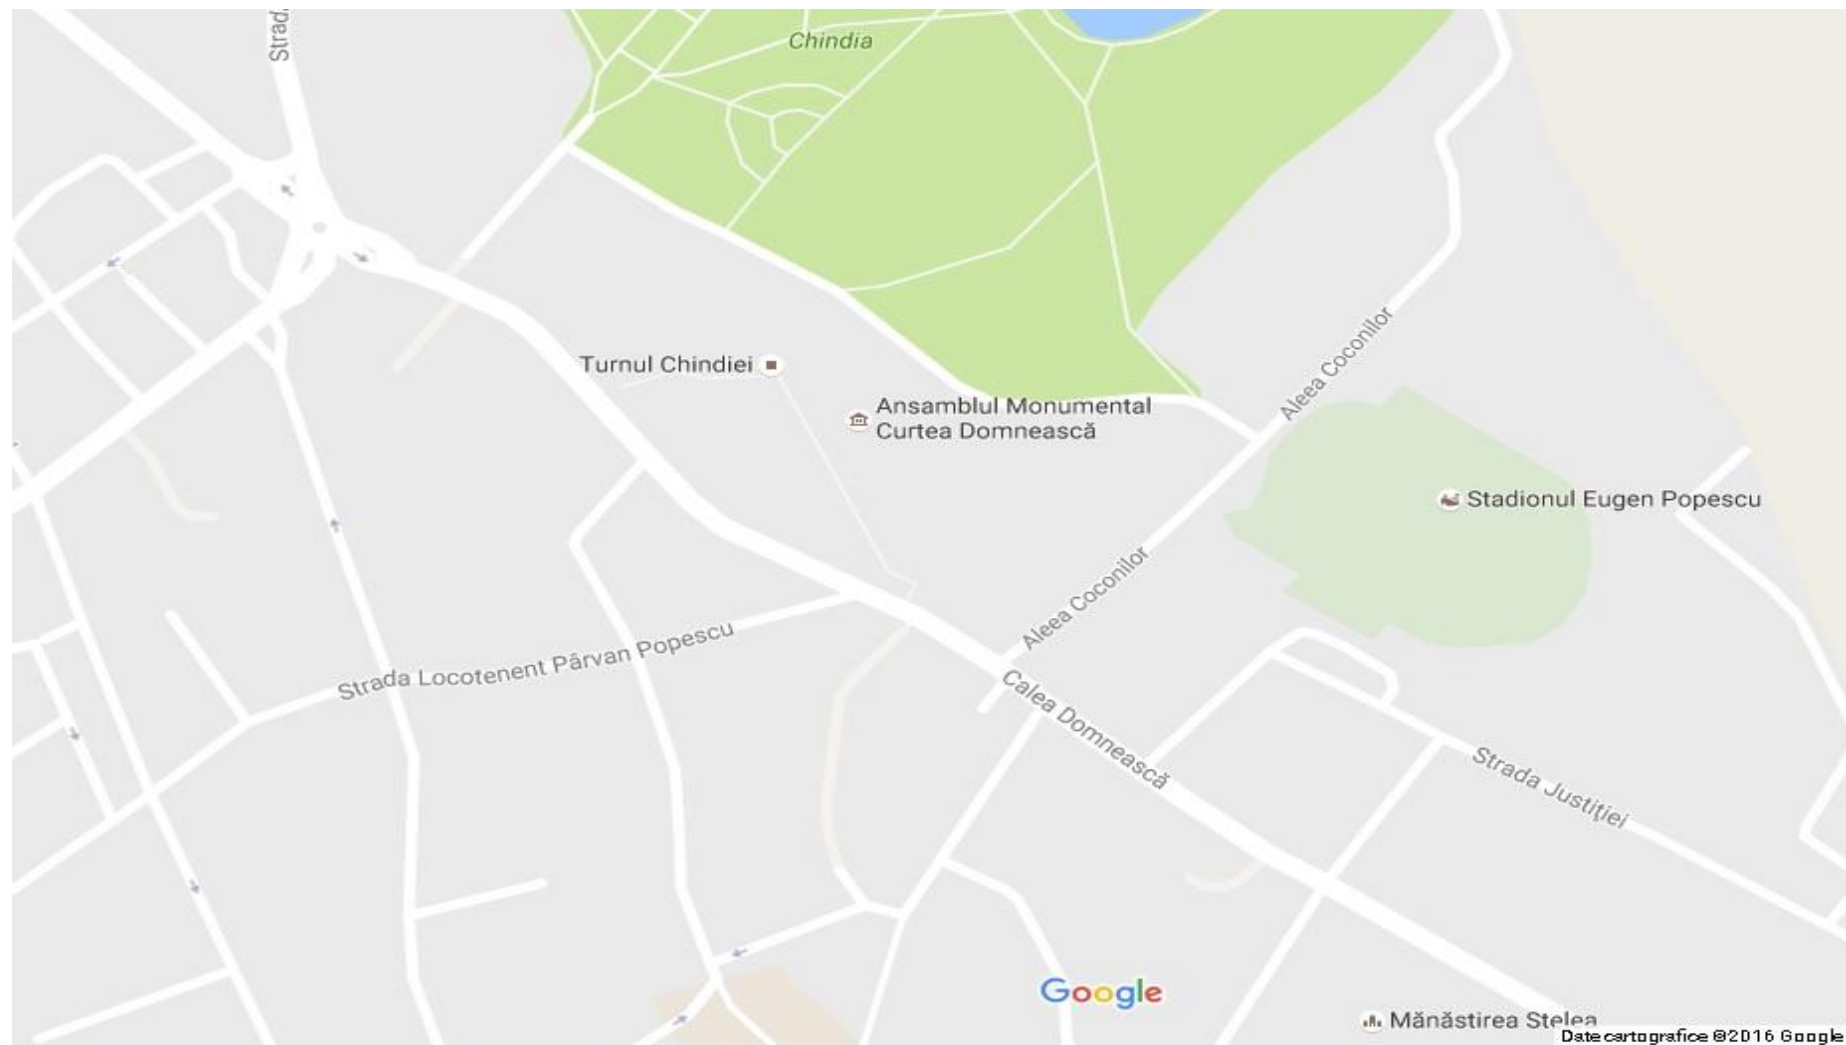 Strad
Chindia
Aleea Coconilor
Turnul Chindiei
Ansamblul Monumental
Curtea Domnească
Stadionul Eugen Popescu
Aleea Coconilor
Strada Locotenent Pârvan Popescu
Calea Domnească
Strada Justiţiei
Google
Mănăstirea Stelea
Date cartografice ©2016 Google